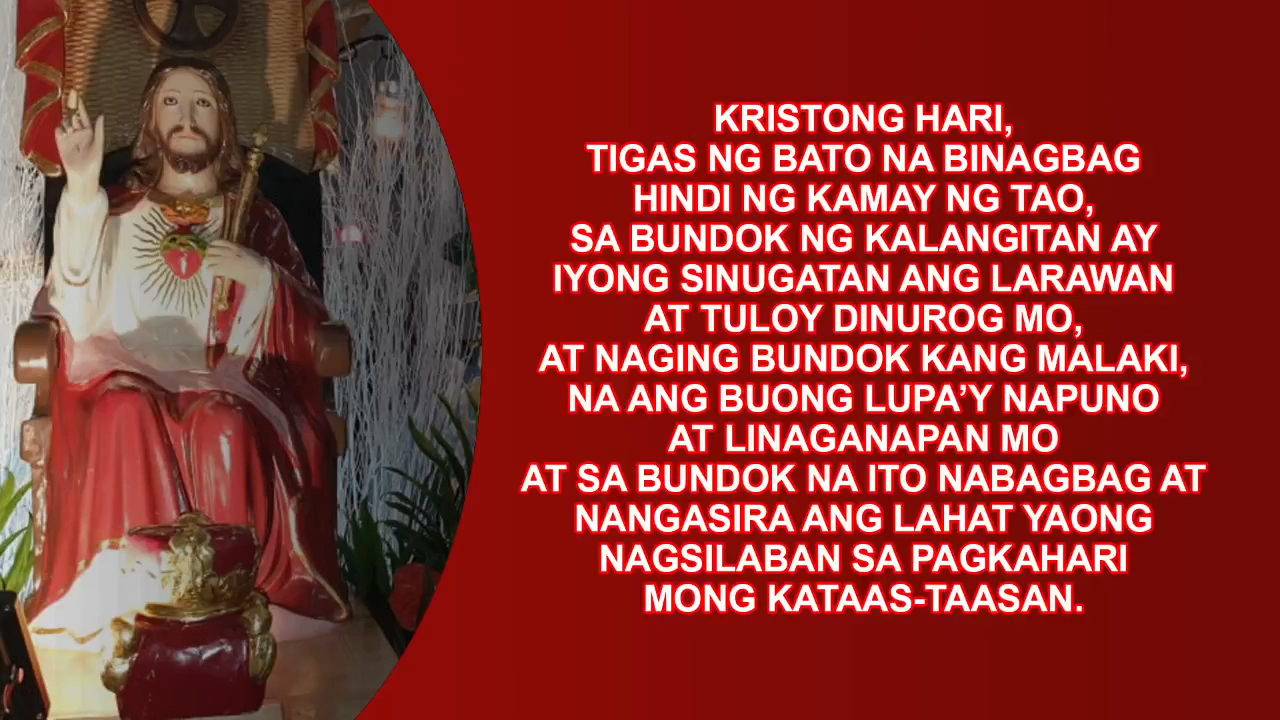 KRISTONG HARI,
TIGAS NG BATO NA BINAGBAG
HINDI NG KAMAY NG TAO,
SA BUNDOK NG KALANGITAN AY
IYONG SINUGATAN ANG LARAWAN
AT TULOY DINUROG MO,
AT NAGING BUNDOK KANG MALAKI,
NA ANG BUONG LUPA’Y NAPUNO
AT LINAGANAPAN MO
AT SA BUNDOK NA ITO NABAGBAG AT
NANGASIRA ANG LAHAT YAONG
NAGSILABAN SA PAGKAHARI
MONG KATAAS-TAASAN.